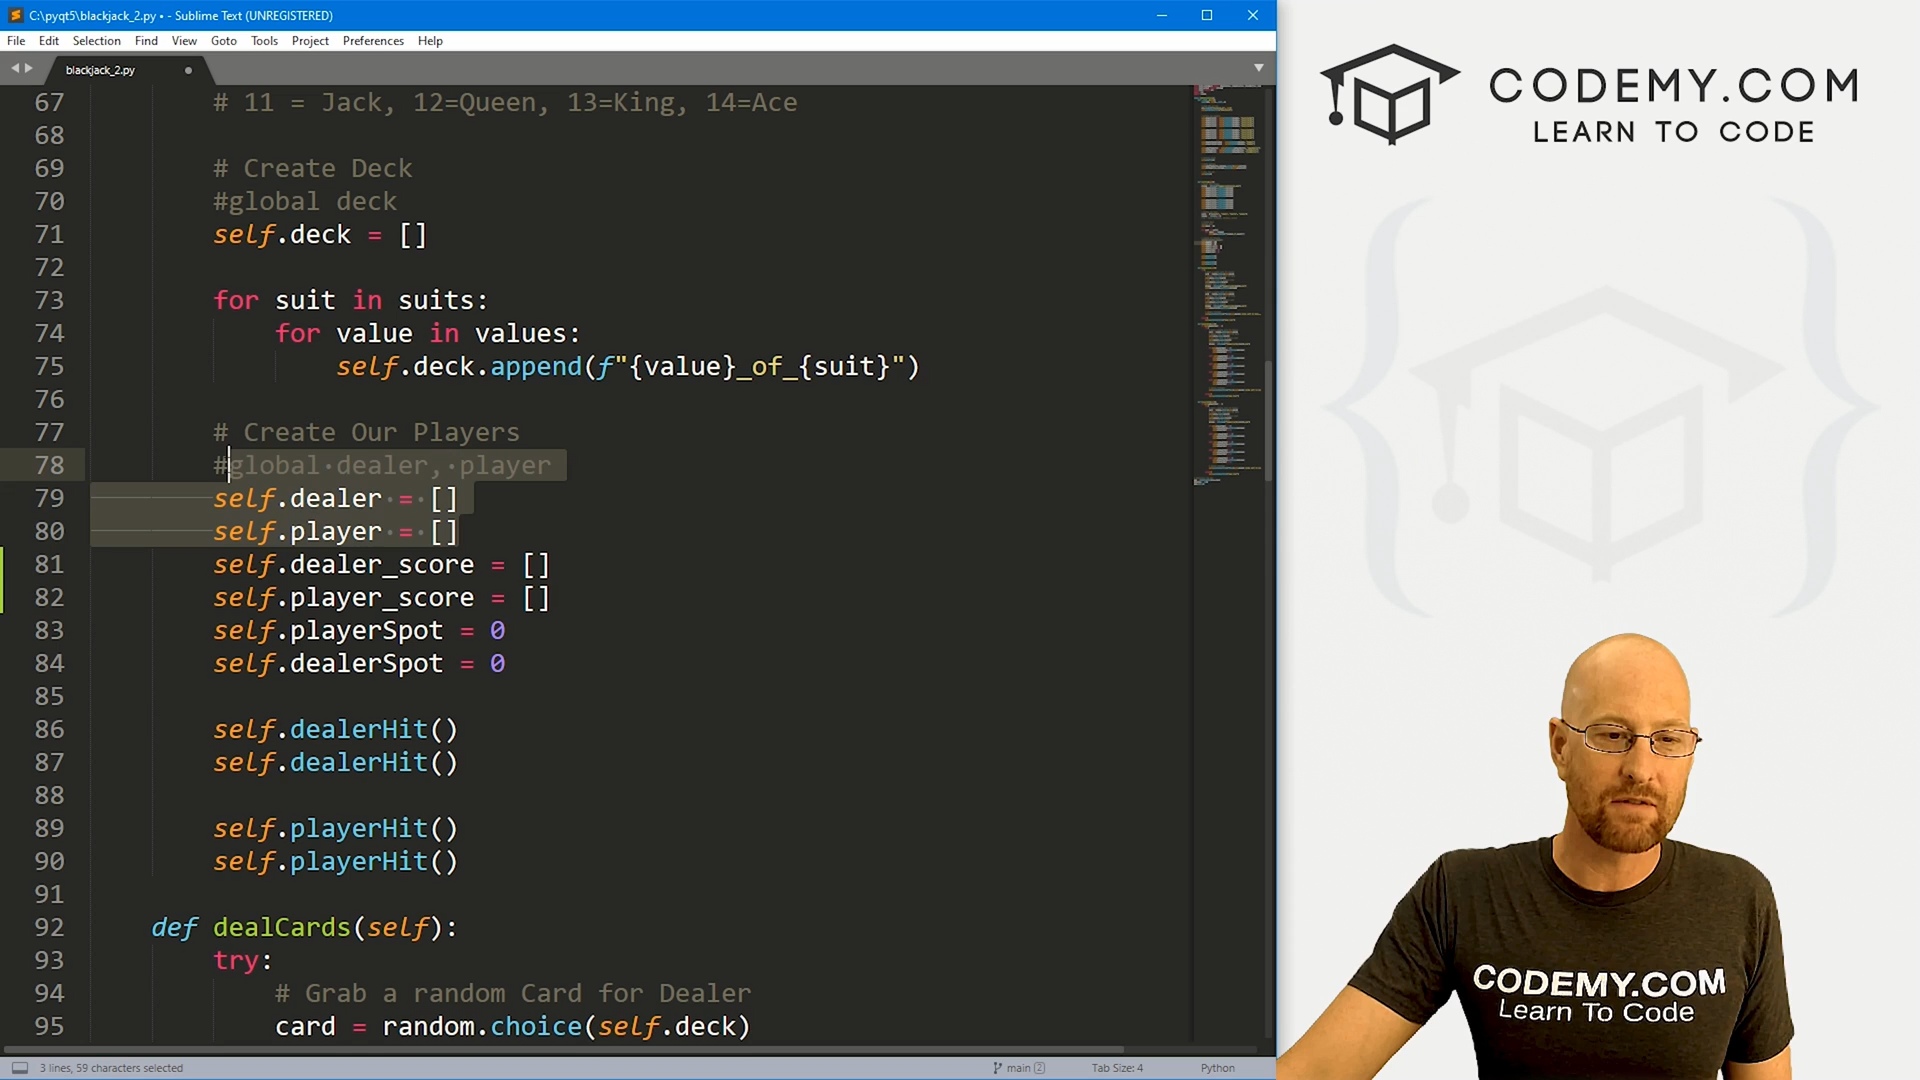 C:\pyqt5\blackjack_2.py • - Sublime Text (UNREGISTERED)
File Edit Selection Find View Goto Tools Project Preferences Help
blackjack_2.py
67 # 11 = Jack, 12=Queen, 13=King, 14=Ace
68
69 # Create Deck
70 #global deck
71 self.deck = []
72
73 for suit in suits:
74 for value in values:
75 self.deck.append(f"{value}_of_{suit}")
76
77 # Create Our Players
78 #global dealer, player
79 self.dealer = []
80 self.player = []
81 self.dealer_score = []
82 self.player_score = []
83 self.playerSpot = 0
84 self.dealerSpot = 0
85
86 self.dealerHit()
87 self.dealerHit()
88
89 self.playerHit()
90 self.playerHit()
91
92 def dealCards(self):
93 try:
94 # Grab a random Card for Dealer
95 card = random.choice(self.deck)
3 lines, 59 characters selected
main 2
Tab Size: 4
Python
CODEMY.COM
LEARN TO CODE
CODEMY.COM
Learn To Code